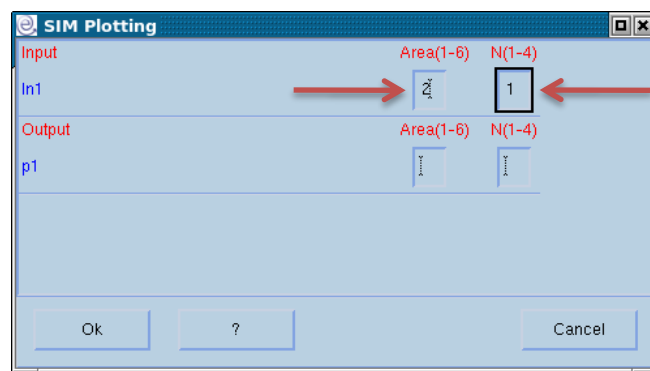 SIM Plotting
Input Area(1-6) N(1-4)
In1 2 1
Output Area(1-6) N(1-4)
p1
Ok ? Cancel